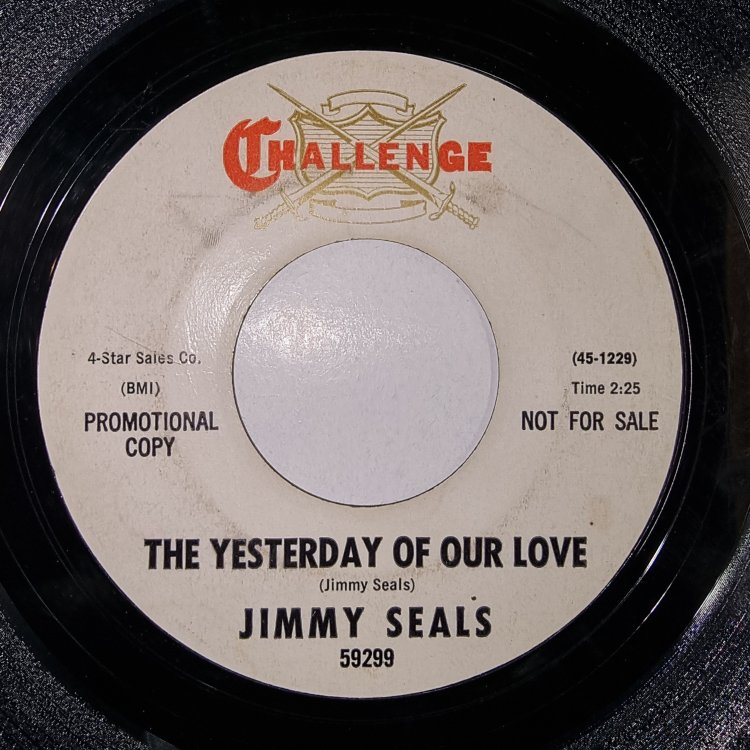 CHALLENGE
4-Star Sales Co.
(BMI)
PROMOTIONAL
COPY
(45-1229)
Time 2:25
NOT FOR SALE
THE YESTERDAY OF OUR LOVE
(Jimmy Seals)
JIMMY SEALS
59299